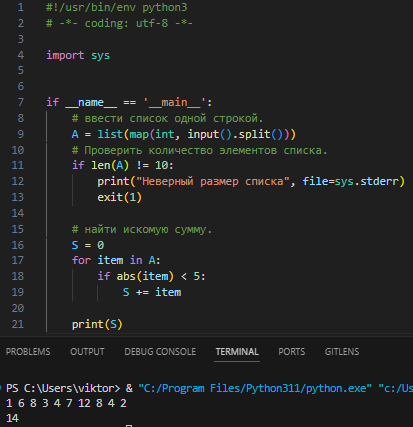 1 #!/usr/bin/env python3
2 # -*- coding: utf-8 -*-
3
4 import sys
5
6
7 if __name__ == '__main__':
8     # ввести список одной строкой.
9     A = list(map(int, input().split()))
10     # Проверить количество элементов списка.
11     if len(A) != 10:
12         print("Неверный размер списка", file=sys.stderr)
13         exit(1)
14
15     # найти искомую сумму.
16     S = 0
17     for item in A:
18         if abs(item) < 5:
19             S += item
20
21     print(S)
PROBLEMS OUTPUT DEBUG CONSOLE TERMINAL PORTS GITLENS
PS C:\Users\viktor> & "C:/Program Files/Python311/python.exe" "c:/Us
1 6 8 3 4 7 12 8 4 2
14